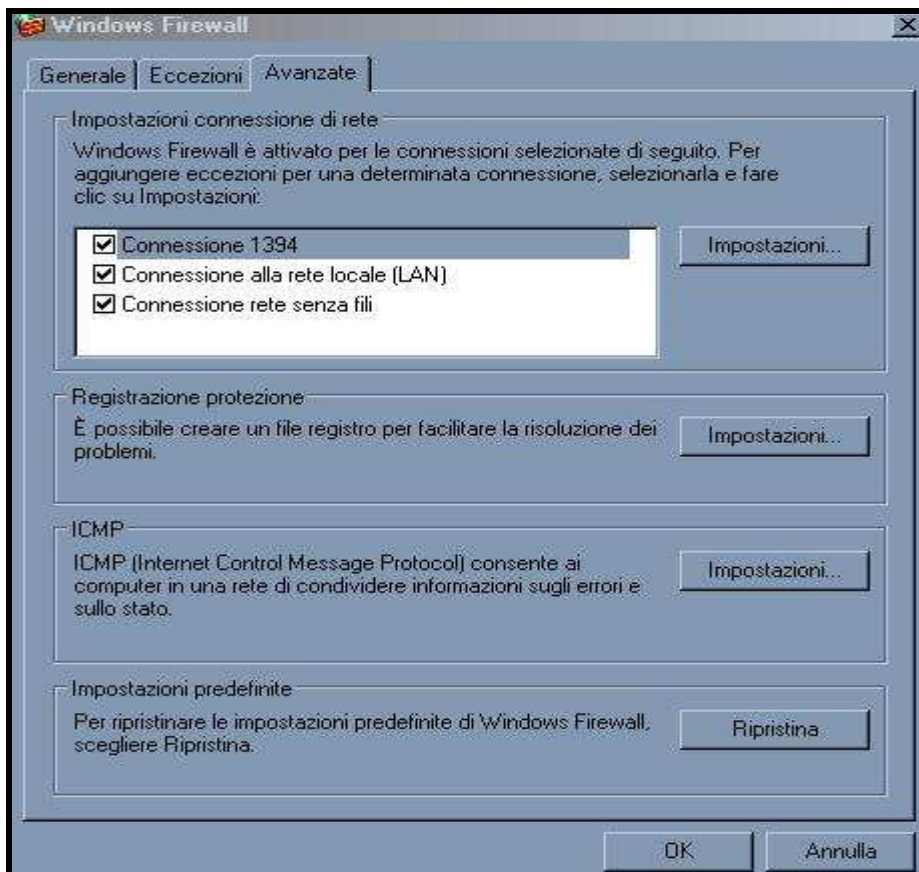 Windows Firewall
Generale
Eccezioni
Avanzate
Impostazioni connessione di rete
Windows Firewall è attivato per le connessioni selezionate di seguito. Per
aggiungere eccezioni per una determinata connessione, selezionarla e fare
clic su Impostazioni:
Connessione 1394
Impostazioni...
Connessione alla rete locale (LAN)
Connessione rete senza fili
Registrazione protezione
È possibile creare un file registro per facilitare la risoluzione dei
problemi.
Impostazioni...
ICMP
ICMP (Internet Control Message Protocol) consente ai
computer in una rete di condividere informazioni sugli errori e
sullo stato.
Impostazioni...
Impostazioni predefinite
Per ripristinare le impostazioni predefinite di Windows Firewall,
scegliere Ripristina.
Ripristina
OK
Annulla